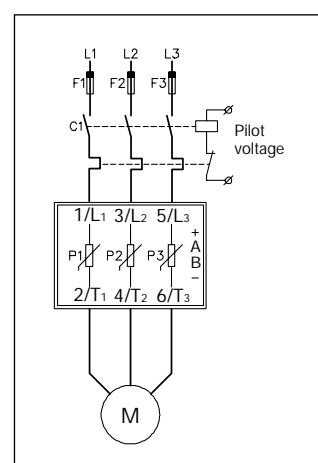 L1 L2 L3
F1 F2 F3
C1
Pilot
voltage
1/L1 3/L2 5/L3
+
A
B
−
P1 P2 P3
2/T1 4/T2 6/T3
M